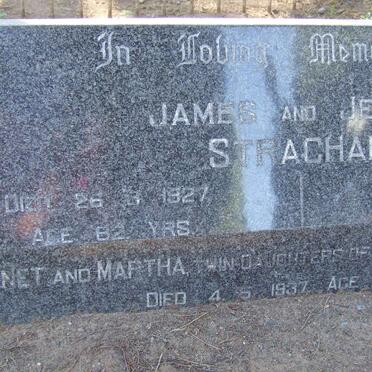 In Loving Mem
JAMES AND JE
STRACHA
DIED 26 1927
AGE 62 YRS.
NET AND MARTHA, TWIN DAUGHTERS OF
DIED 4 5 1937 AGE